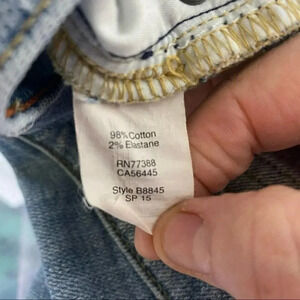 98% Cotton
2% Elastane
RN77388
CA56445
Style B8845
SP 15